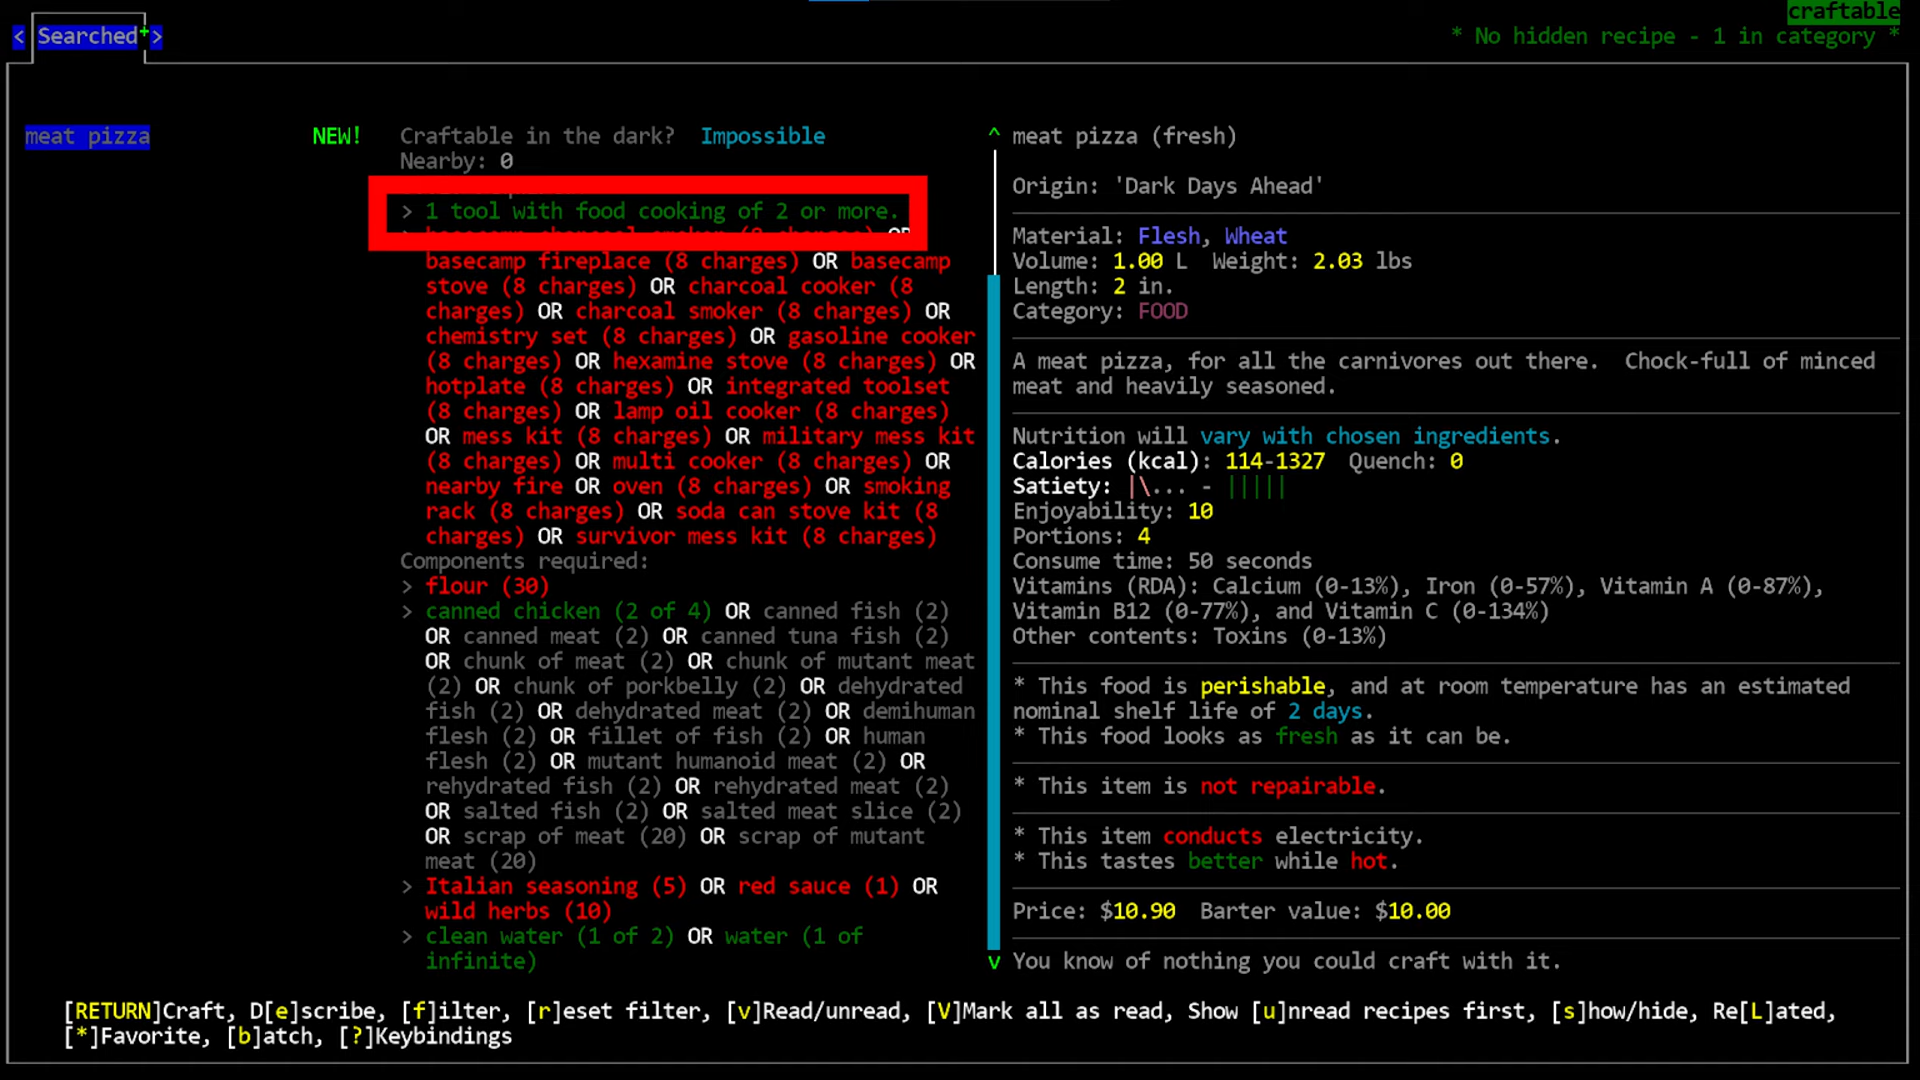 craftable
< Searched+ >
* No hidden recipe - 1 in category *
meat pizza
NEW!
Craftable in the dark? Impossible
Nearby: 0
> 1 tool with food cooking of 2 or more.
> basecamp charcoal smoker (8 charges) OR
basecamp fireplace (8 charges) OR basecamp
stove (8 charges) OR charcoal cooker (8
charges) OR charcoal smoker (8 charges) OR
chemistry set (8 charges) OR gasoline cooker
(8 charges) OR hexamine stove (8 charges) OR
hotplate (8 charges) OR integrated toolset
(8 charges) OR lamp oil cooker (8 charges)
OR mess kit (8 charges) OR military mess kit
(8 charges) OR multi cooker (8 charges) OR
nearby fire OR oven (8 charges) OR smoking
rack (8 charges) OR soda can stove kit (8
charges) OR survivor mess kit (8 charges)
Components required:
> flour (30)
> canned chicken (2 of 4) OR canned fish (2)
OR canned meat (2) OR canned tuna fish (2)
OR chunk of meat (2) OR chunk of mutant meat
(2) OR chunk of porkbelly (2) OR dehydrated
fish (2) OR dehydrated meat (2) OR demihuman
flesh (2) OR fillet of fish (2) OR human
flesh (2) OR mutant humanoid meat (2) OR
rehydrated fish (2) OR rehydrated meat (2)
OR salted fish (2) OR salted meat slice (2)
OR scrap of meat (20) OR scrap of mutant
meat (20)
> Italian seasoning (5) OR red sauce (1) OR
wild herbs (10)
> clean water (1 of 2) OR water (1 of
infinite)
^
v
meat pizza (fresh)
Origin: 'Dark Days Ahead'
Material: Flesh, Wheat
Volume: 1.00 L Weight: 2.03 lbs
Length: 2 in.
Category: FOOD
A meat pizza, for all the carnivores out there. Chock-full of minced
meat and heavily seasoned.
Nutrition will vary with chosen ingredients.
Calories (kcal): 114-1327 Quench: 0
Satiety: |\... - |||||
Enjoyability: 10
Portions: 4
Consume time: 50 seconds
Vitamins (RDA): Calcium (0-13%), Iron (0-57%), Vitamin A (0-87%),
Vitamin B12 (0-77%), and Vitamin C (0-134%)
Other contents: Toxins (0-13%)
* This food is perishable, and at room temperature has an estimated
nominal shelf life of 2 days.
* This food looks as fresh as it can be.
* This item is not repairable.
* This item conducts electricity.
* This tastes better while hot.
Price: $10.90 Barter value: $10.00
You know of nothing you could craft with it.
[RETURN]Craft, D[e]scribe, [f]ilter, [r]eset filter, [v]Read/unread, [V]Mark all as read, Show [u]nread recipes first, [s]how/hide, Re[L]ated,
[*]Favorite, [b]atch, [?]Keybindings